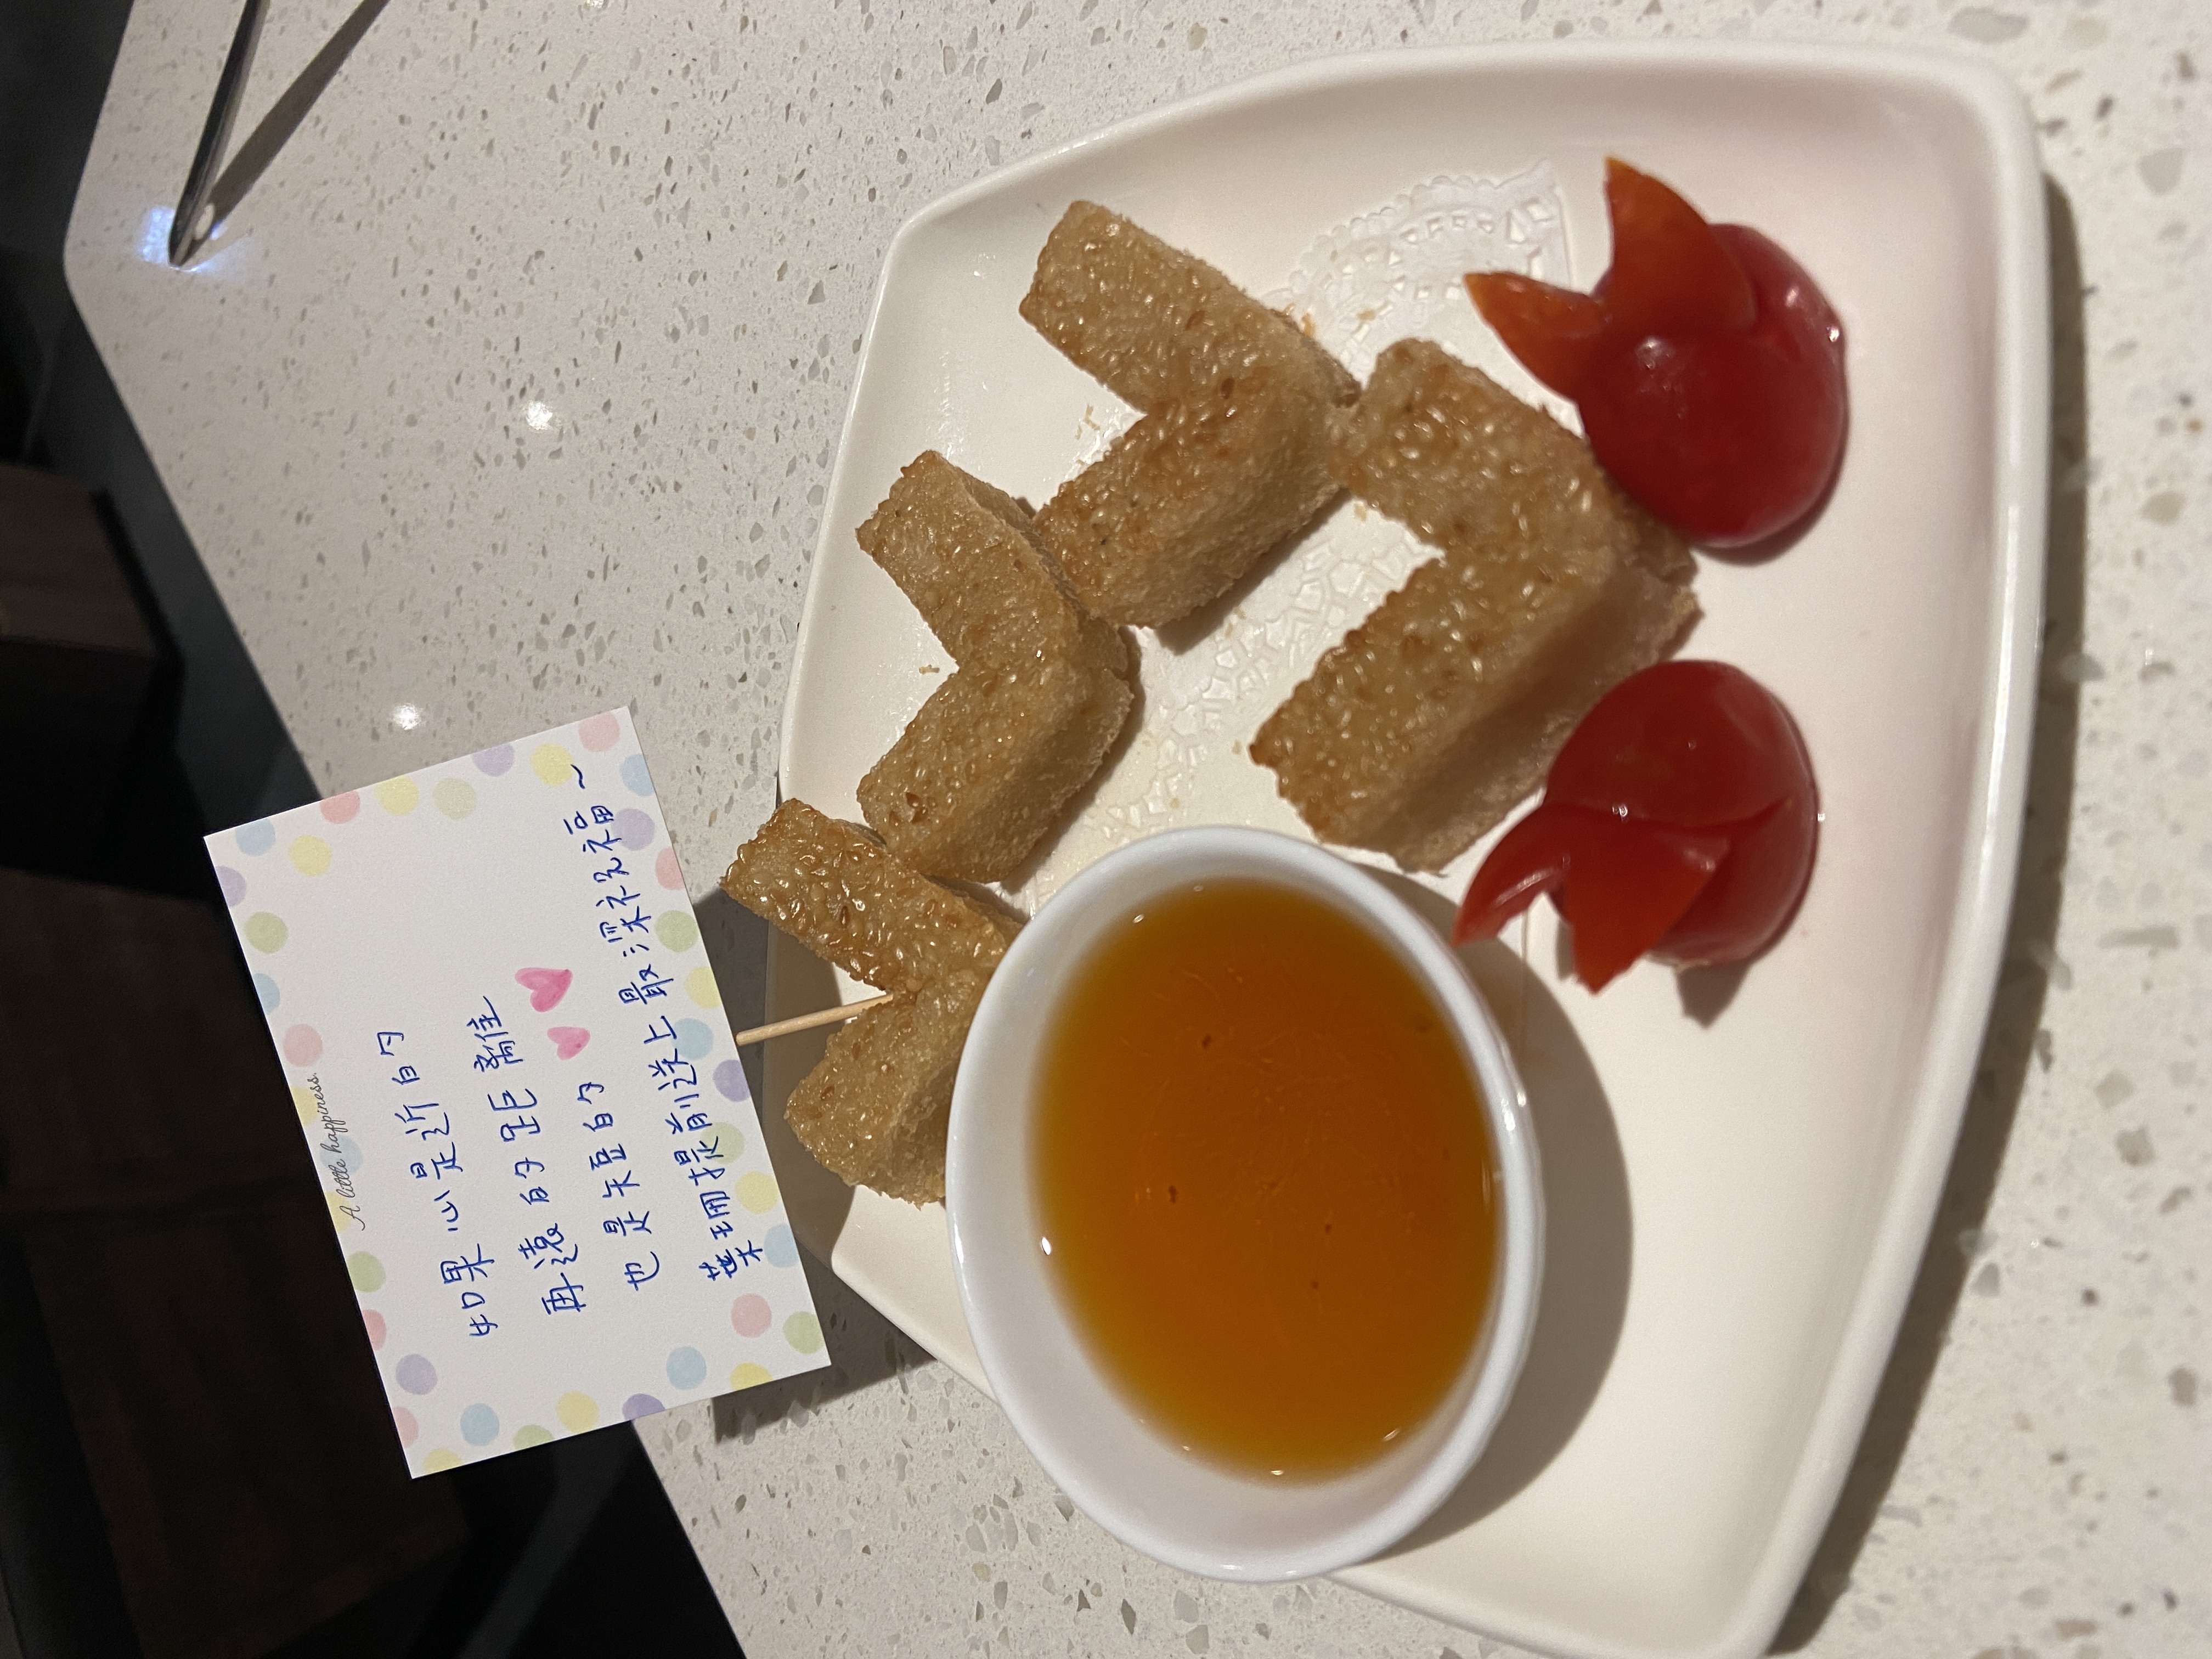 A little happiness.
如果心是近的
再遠的距離
也是短的
葉珊提前送上最深祝福~